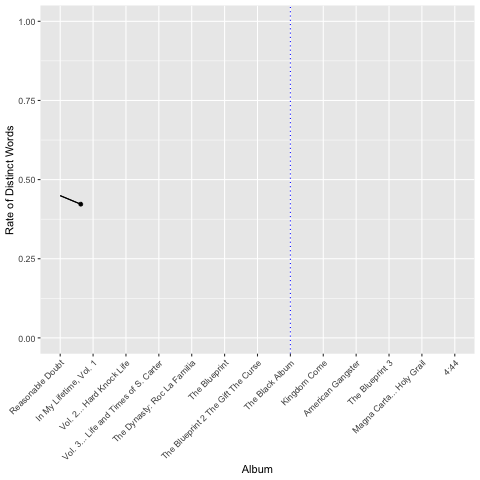 1.00
0.75
0.50
0.25
0.00
Rate of Distinct Words
Reasonable Doubt
In My Lifetime, Vol. 1
Vol. 2... Hard Knock Life
Vol. 3... Life and Times of S. Carter
The Dynasty: Roc La Familia
The Blueprint
The Blueprint 2 The Gift The Curse
The Black Album
Kingdom Come
American Gangster
The Blueprint 3
Magna Carta... Holy Grail
4:44
Album